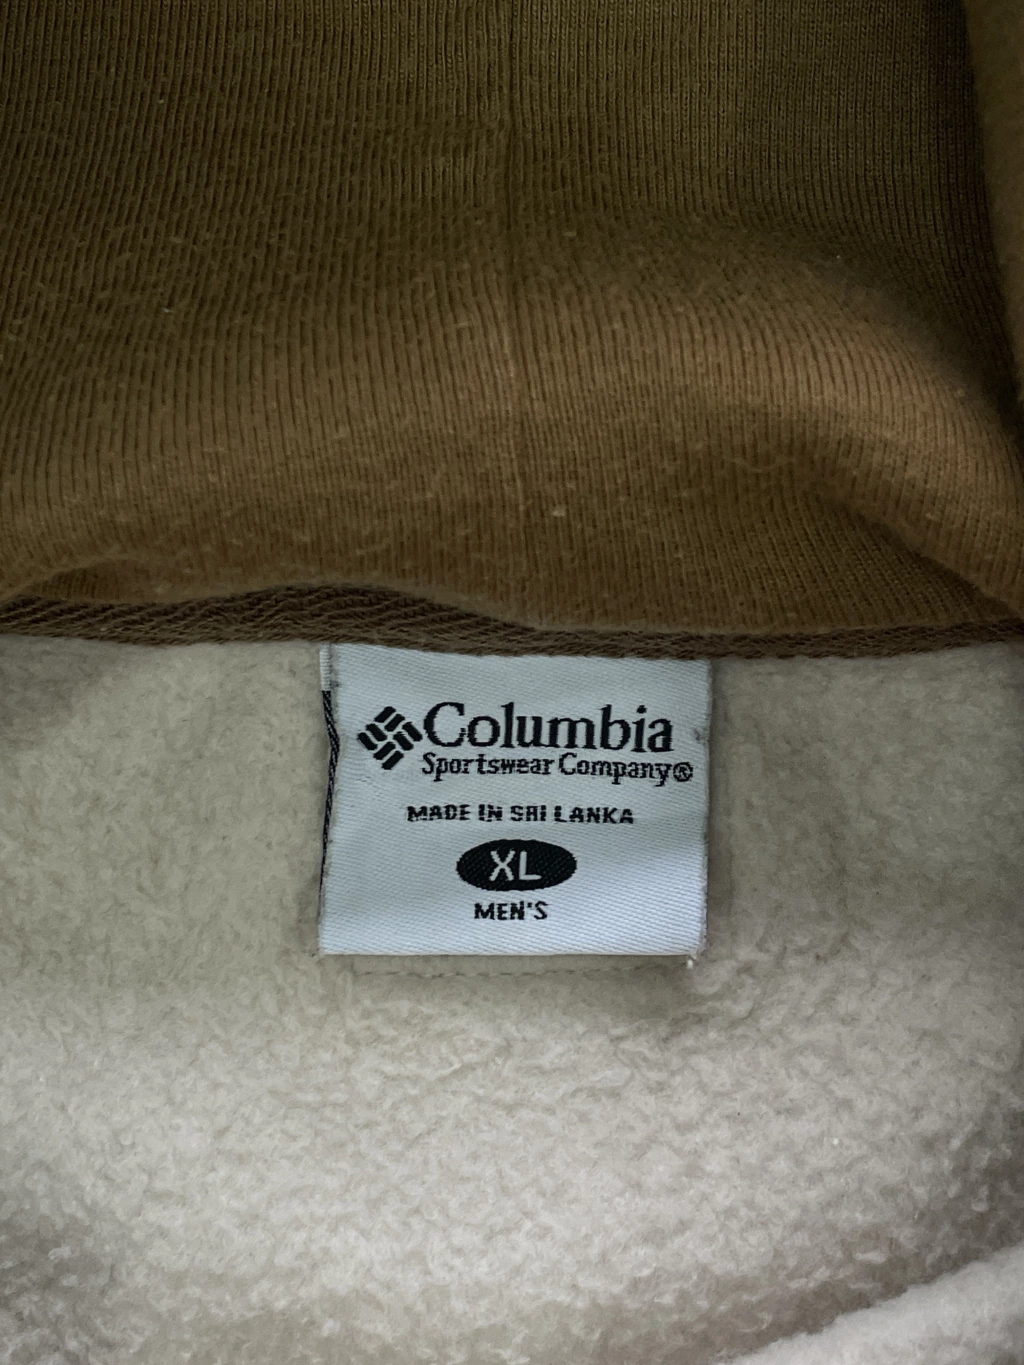 Columbia
Sportswear Company®
MADE IN SRI LANKA
XL
MEN'S